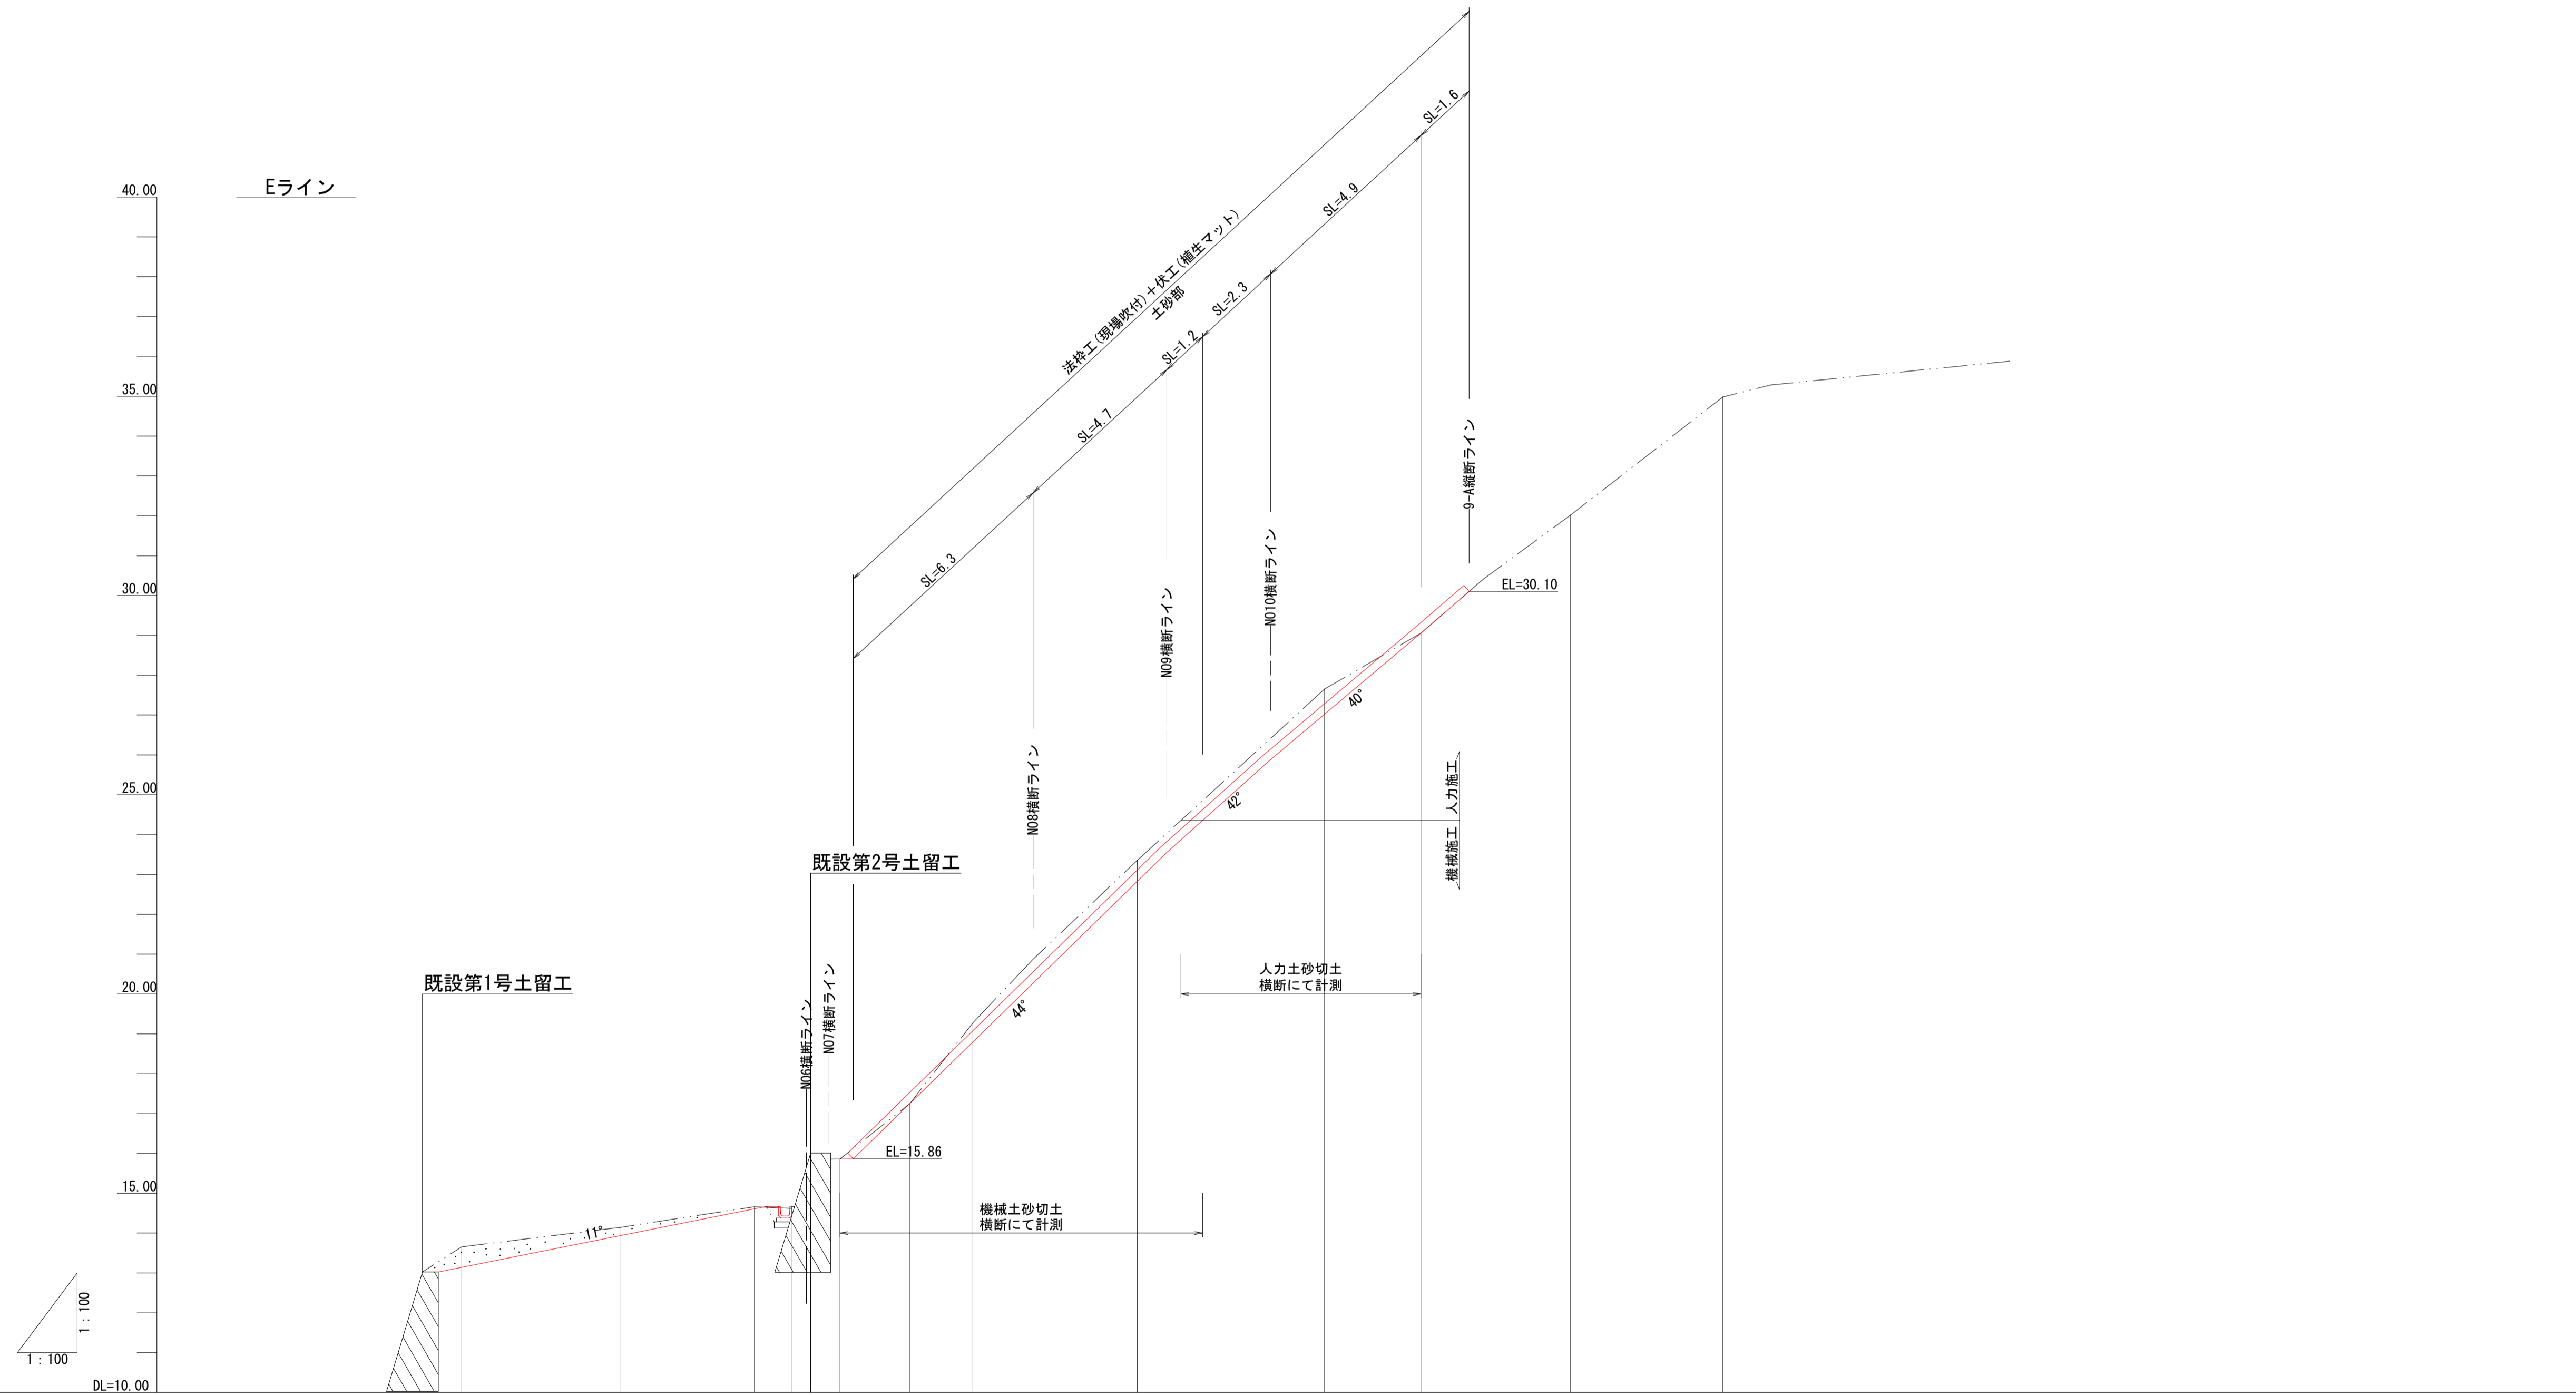 Eライン
40.00
35.00
30.00
25.00
20.00
15.00
DL=10.00
1 : 100
1 : 100
法枠工(現場吹付)＋伏工(植生マット)
土砂部
SL=6.3
SL=4.7
SL=1.2
SL=2.3
SL=4.9
SL=1.6
NO6横断ライン
NO7横断ライン
NO8横断ライン
NO9横断ライン
NO10横断ライン
9-A縦断ライン
EL=30.10
40°
42°
44°
人力施工
機械施工
既設第2号土留工
既設第1号土留工
人力土砂切土
横断にて計測
EL=15.86
機械土砂切土
横断にて計測
11°